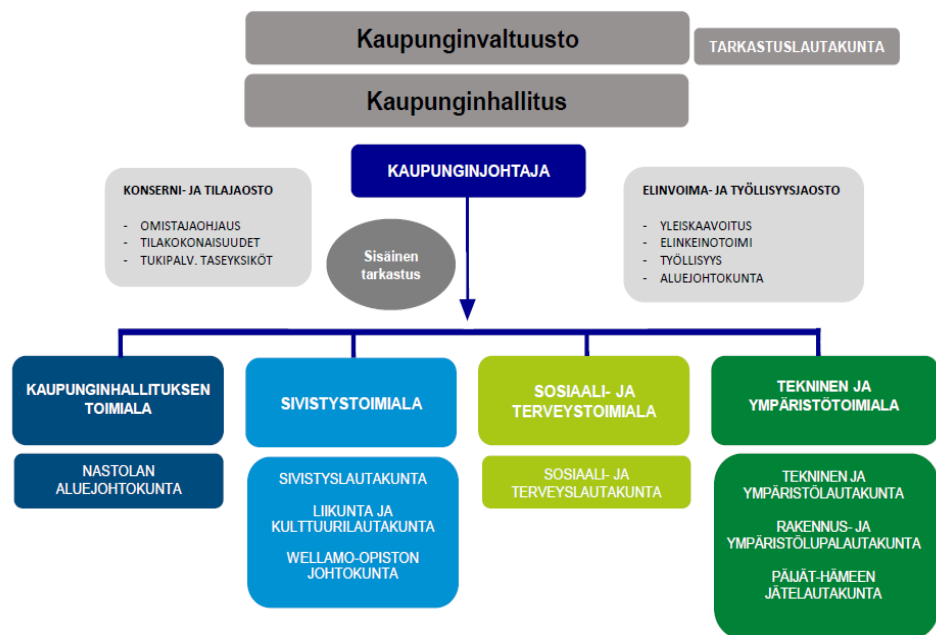 Kaupunginvaltuusto
TARKASTUSLAUTAKUNTA
Kaupunginhallitus
KAUPUNGINJOHTAJA
KONSERNI- JA TILAJAOSTO
- OMISTAJAOHJAUS
- TILAKOKONAISUUDET
- TUKIPALV. TASEYKSIKÖT
Sisäinen
tarkastus
ELINVOIMA- JA TYÖLLISYYSJAOSTO
- YLEISKAAVOITUS
- ELINKEINOTOIMI
- TYÖLLISYYS
- ALUEJOHTOKUNTA
KAUPUNGINHALLITUKSEN
TOIMIALA
NASTOLAN
ALUEJOHTOKUNTA
SIVISTYSTOIMIALA
SIVISTYSLAUTAKUNTA
LIIKUNTA JA
KULTTUURILAUTAKUNTA
WELLAMO-OPISTON
JOHTOKUNTA
SOSIAALI- JA
TERVEYSTOIMIALA
SOSIAALI- JA
TERVEYSLAUTAKUNTA
TEKNINEN JA
YMPÄRISTÖTOIMIALA
TEKNINEN JA
YMPÄRISTÖLAUTAKUNTA
RAKENNUS- JA
YMPÄRISTÖLUPALAUTAKUNTA
PÄIJÄT-HÄMEEN
JÄTELAUTAKUNTA